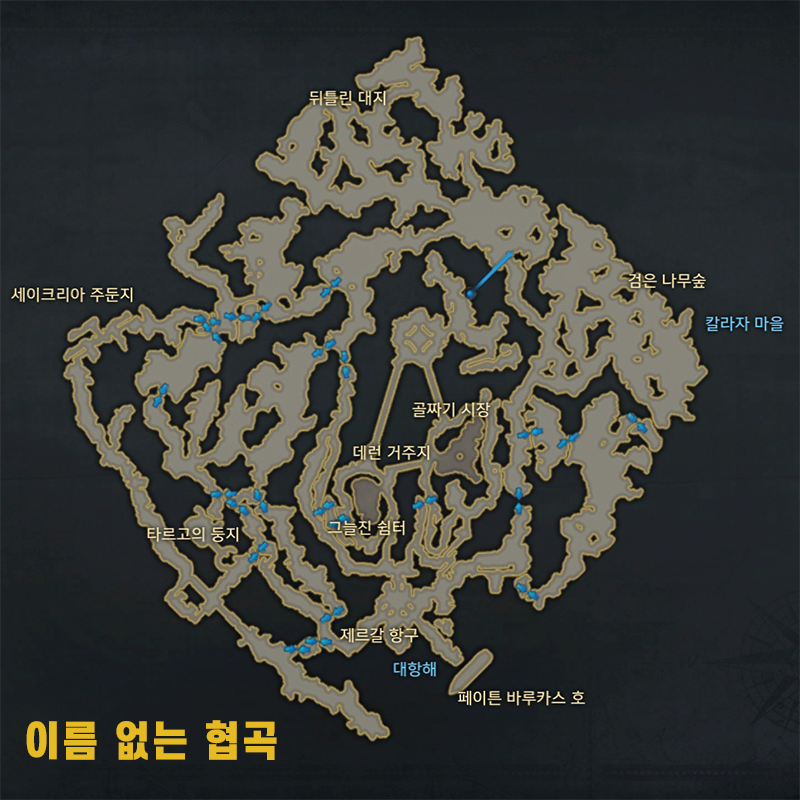 뒤틀린 대지
검은 나무숲
세이크리아 주둔지
칼라자 마을
골짜기 시장
데런 거주지
그늘진 쉼터
타르고의 둥지
제르갈 항구
대항해
페이튼 바루카스 호
이름 없는 협곡